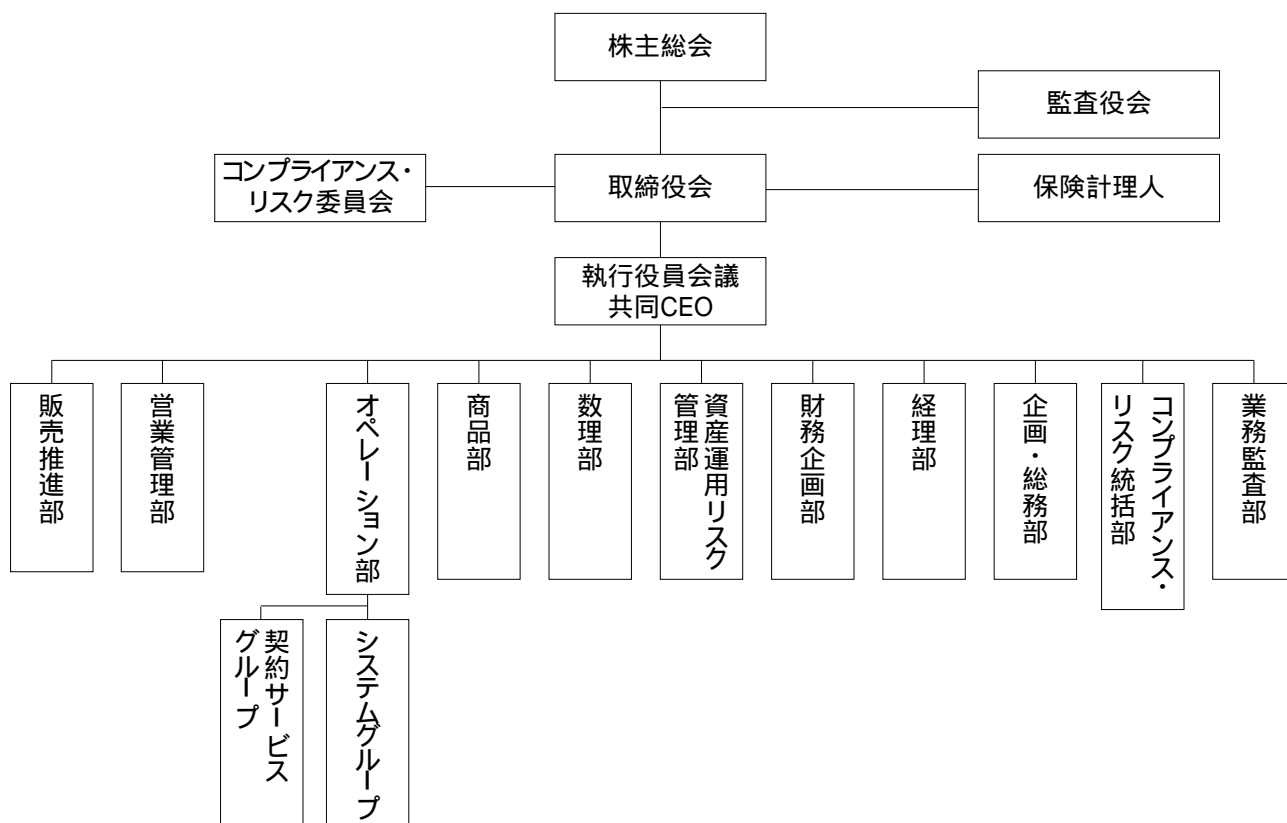 株主総会
監査役会
コンプライアンス・
リスク委員会
取締役会
保険計理人
執行役員会議
共同CEO
販売推進部
営業管理部
オペレーション部
商品部
数理部
資産運用リスク
管理部
財務企画部
経理部
企画・総務部
コンプライアンス・
リスク統括部
業務監査部
契約サービス
グループ
システムグループ